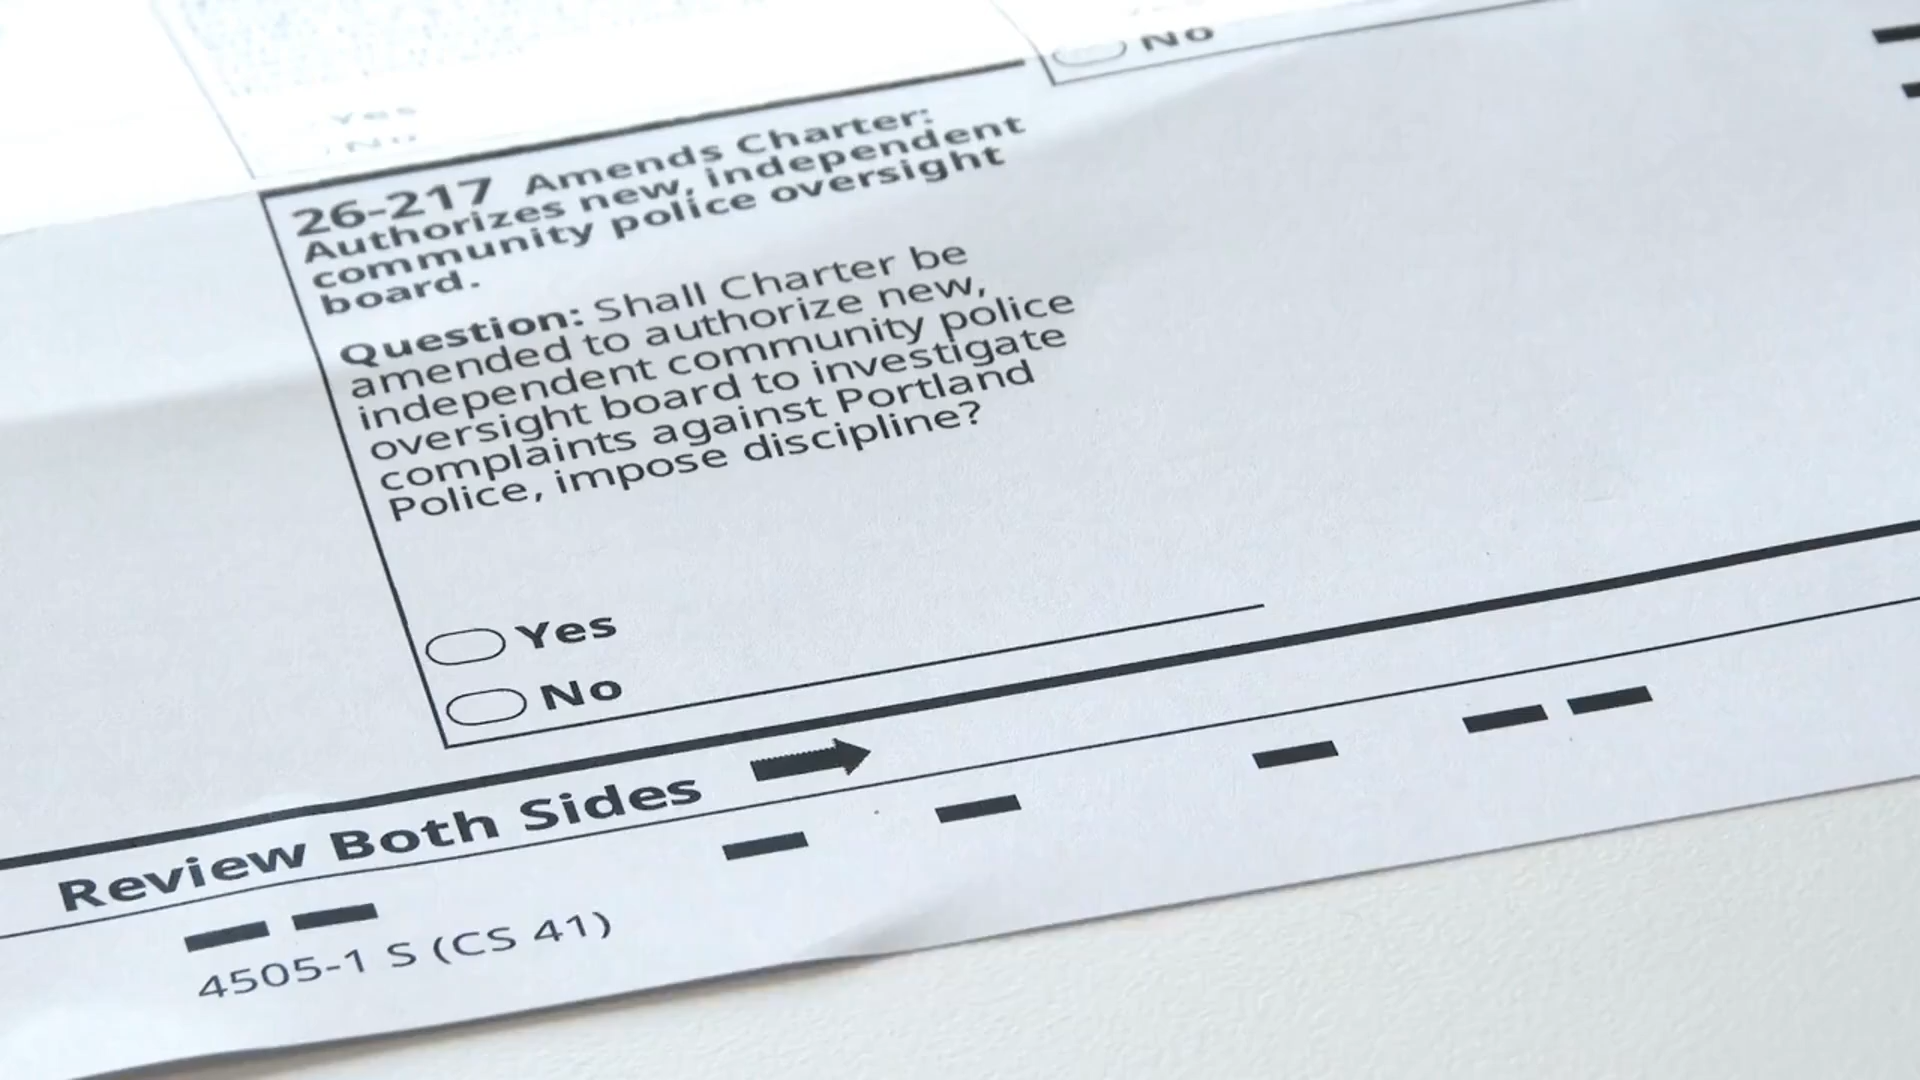 No
Yes
No
26-217 Amends Charter:
Authorizes new, independent
community police oversight
board.
Question: Shall Charter be
amended to authorize new,
independent community police
oversight board to investigate
complaints against Portland
Police, impose discipline?
Yes
No
Review Both Sides
4505-1 S (CS 41)